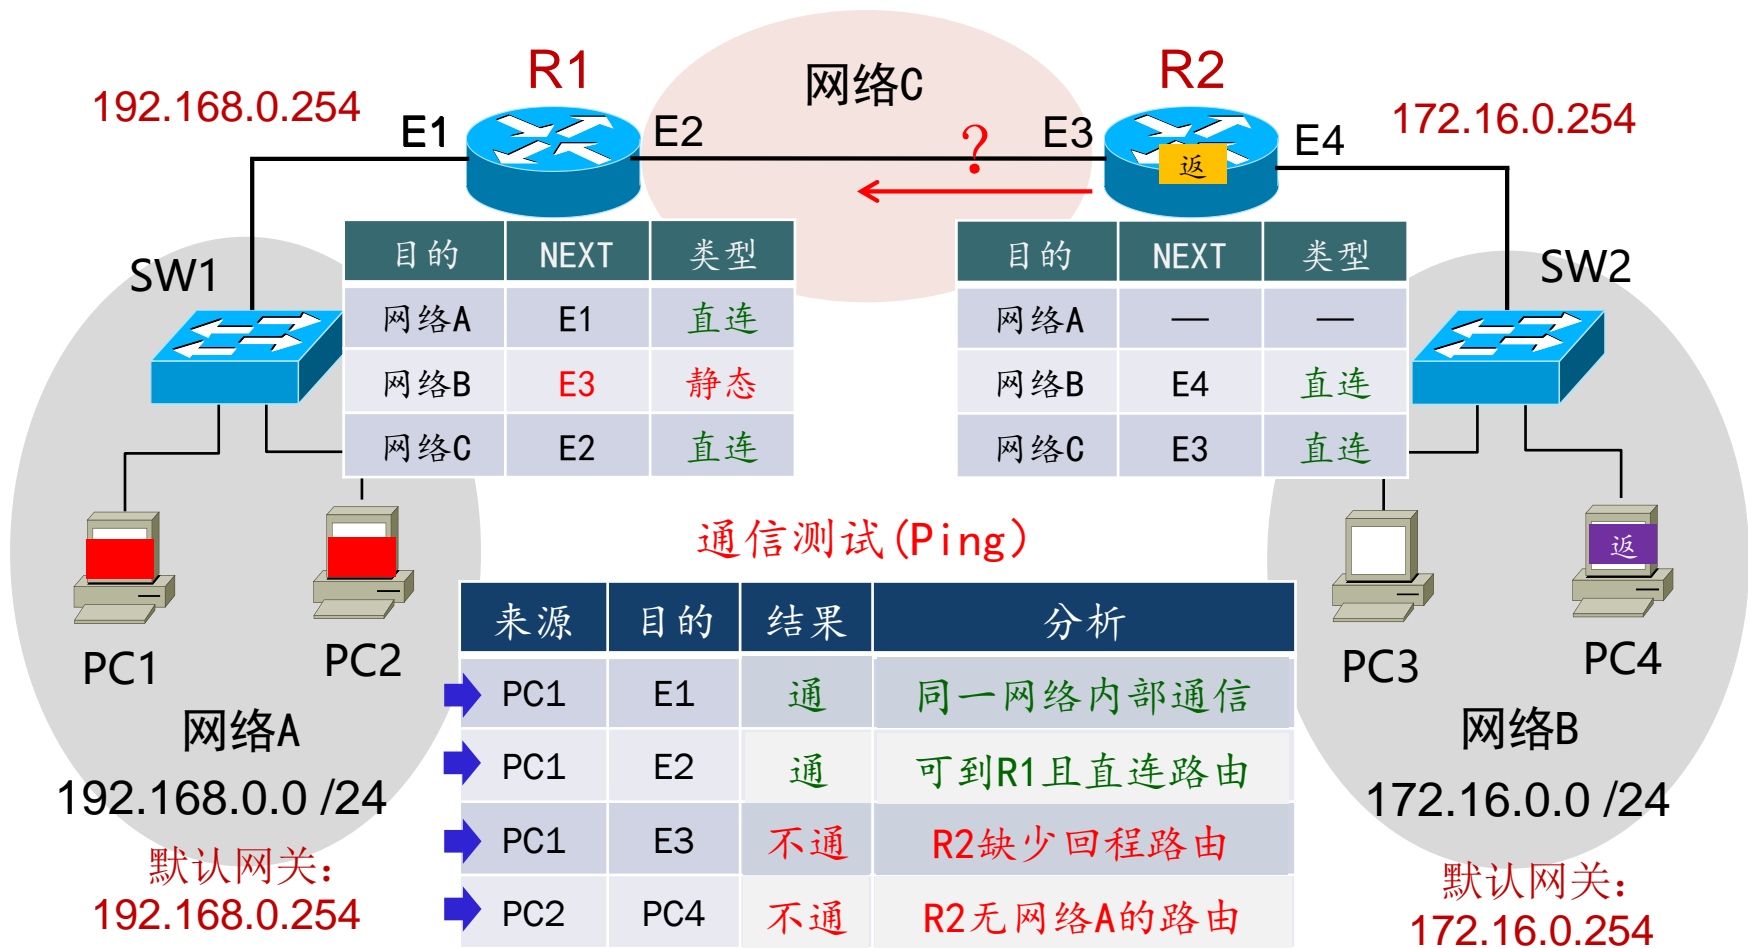 R1
网络C
R2
192.168.0.254
E1
E2
?
E3
E4
172.16.0.254
返
SW1
SW2
目的 NEXT 类型
网络A E1 直连
网络B E3 静态
网络C E2 直连
目的 NEXT 类型
网络A — —
网络B E4 直连
网络C E3 直连
通信测试(Ping)
返
PC1
PC2
PC3
PC4
来源 目的 结果 分析
PC1 E1 通 同一网络内部通信
PC1 E2 通 可到R1且直连路由
PC1 E3 不通 R2缺少回程路由
PC2 PC4 不通 R2无网络A的路由
网络A
192.168.0.0 /24
默认网关：
192.168.0.254
网络B
172.16.0.0 /24
默认网关：
172.16.0.254